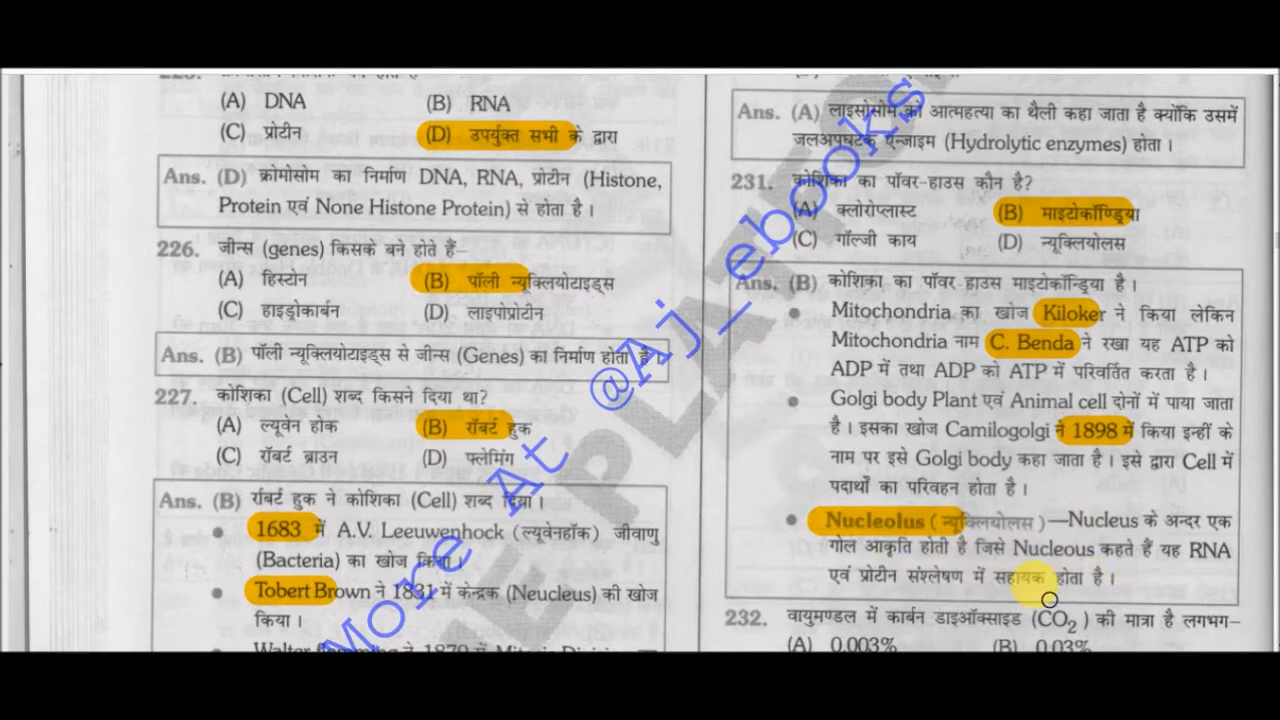 (A) DNA (B) RNA
(C) प्रोटीन (D) उपर्युक्त सभी के द्वारा
Ans. (D) क्रोमोसोम का निर्माण DNA, RNA, प्रोटीन (Histone,
Protein एवं None Histone Protein) से होता है।
226. जीन्स (genes) किसके बने होते हैं–
(A) हिस्टोन (B) पॉली न्यूक्लियोटाइड्स
(C) हाइड्रोकार्बन (D) लाइपोप्रोटीन
Ans. (B) पॉली न्यूक्लियोटाइड्स से जीन्स (Genes) का निर्माण होता है
227. कोशिका (Cell) शब्द किसने दिया था?
(A) ल्यूवेन होक (B) रॉबर्ट हुक
(C) रॉबर्ट ब्राउन (D) फ्लेमिंग
Ans. (B) रॉबर्ट हुक ने कोशिका (Cell) शब्द दिया।
● 1683 में A.V. Leeuwenhock (ल्यूवेनहॉक) जीवाणु
(Bacteria) का खोज किया।
● Tobert Brown ने 1831 में केन्द्रक (Neucleus) की खोज
किया।
Ans. (A) लाइसोसोम को आत्महत्या का थैली कहा जाता है क्योंकि उसमें
जलअपघटक एन्जाइम (Hydrolytic enzymes) होता।
231. कोशिका का पॉवर-हाउस कौन है?
(A) क्लोरोप्लास्ट (B) माइटोकॉण्ड्रिया
(C) गॉल्जी काय (D) न्यूक्लियोलस
Ans. (B) कोशिका का पॉवर-हाउस माइटोकॉन्ड्रिया है।
● Mitochondria का खोज Kiloker ने किया लेकिन
Mitochondria नाम C. Benda ने रखा यह ATP को
ADP में तथा ADP को ATP में परिवर्तित करता है।
● Golgi body Plant एवं Animal cell दोनों में पाया जाता
है। इसका खोज Camilogolgi ने 1898 में किया इन्हीं के
नाम पर इसे Golgi body कहा जाता है। इसे द्वारा Cell में
पदार्थों का परिवहन होता है।
● Nucleolus (न्यूक्लियोलस)—Nucleus के अन्दर एक
गोल आकृति होती है जिसे Nucleous कहते हैं यह RNA
एवं प्रोटीन संश्लेषण में सहायक होता है।
232. वायुमण्डल में कार्बन डाइऑक्साइड (CO2) की मात्रा है लगभग–
(A) 0.003% (B) 0.03%
More At @Aj_ebooks